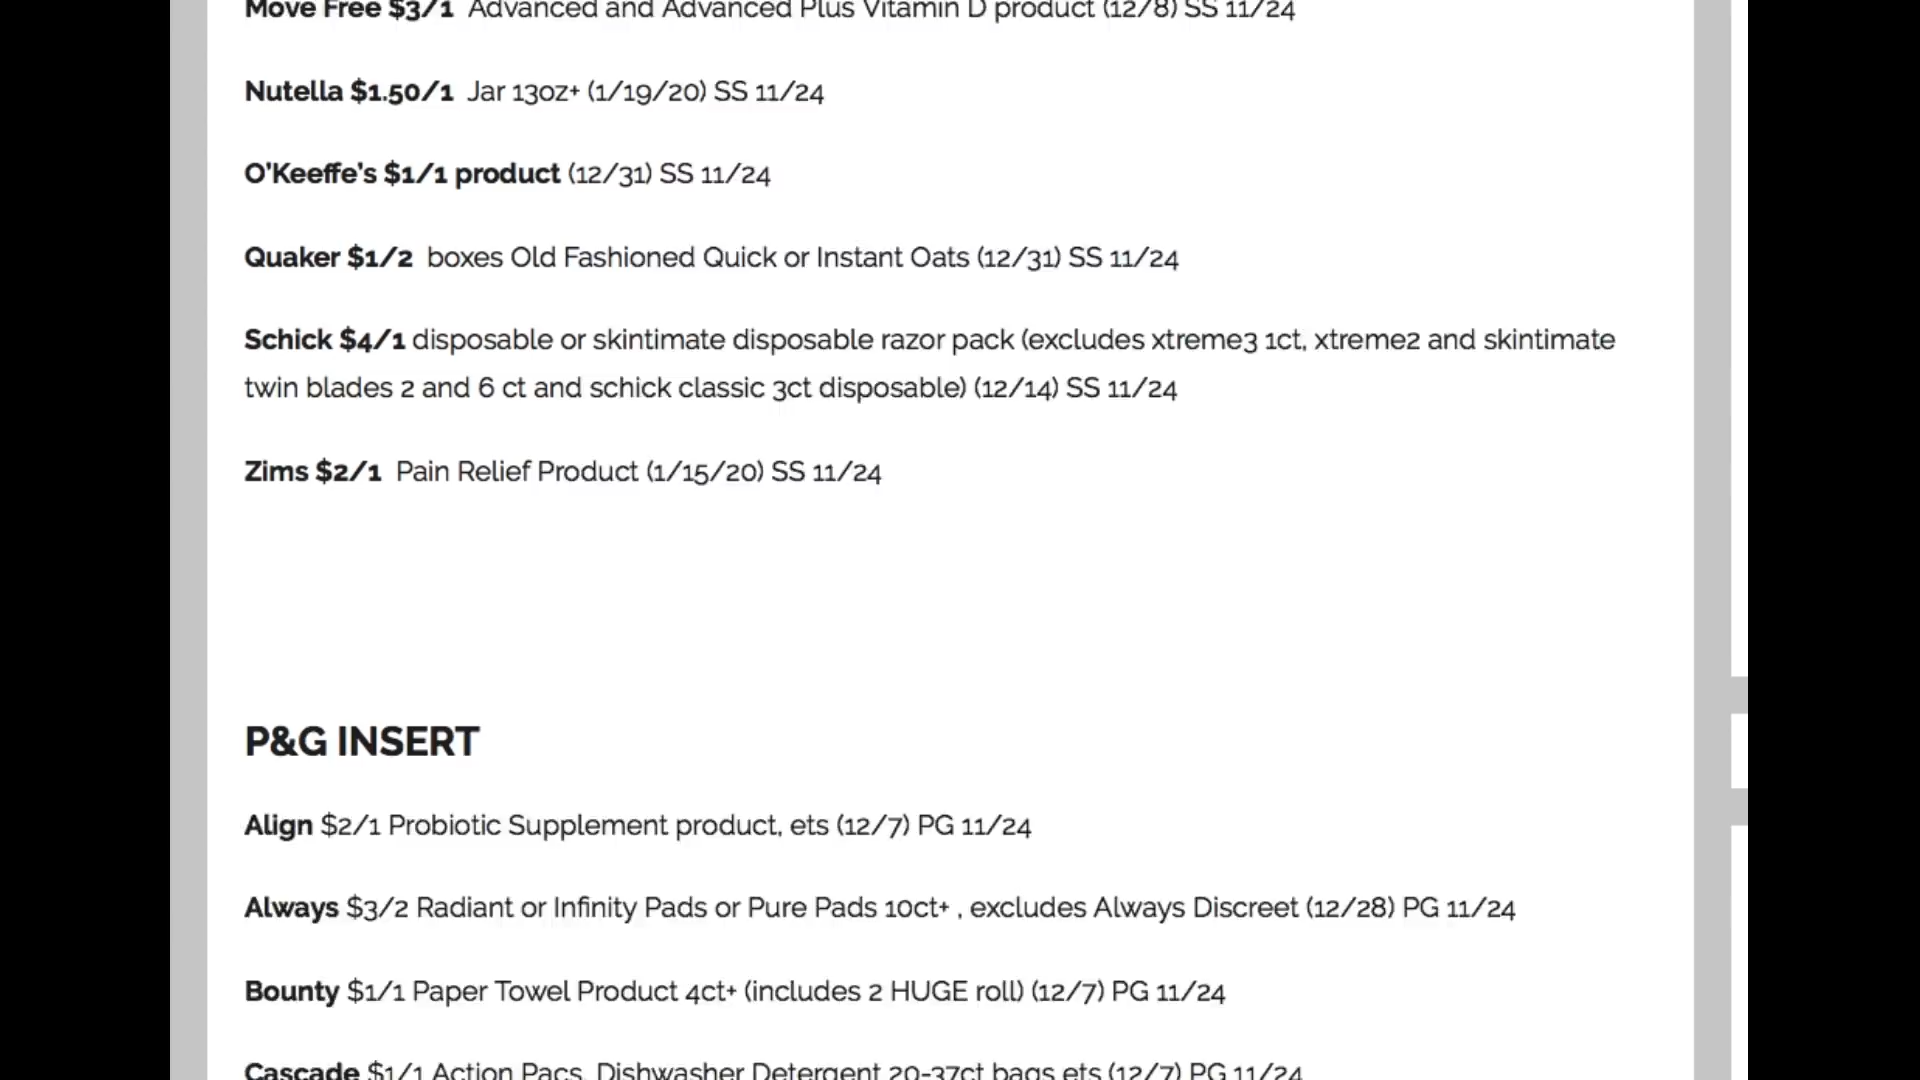 Move Free $3/1 Advanced and Advanced Plus Vitamin D product (12/8) SS 11/24
Nutella $1.50/1 Jar 13oz+ (1/19/20) SS 11/24
O'Keeffe's $1/1 product (12/31) SS 11/24
Quaker $1/2 boxes Old Fashioned Quick or Instant Oats (12/31) SS 11/24
Schick $4/1 disposable or skintimate disposable razor pack (excludes xtreme3 1ct, xtreme2 and skintimate
twin blades 2 and 6 ct and schick classic 3ct disposable) (12/14) SS 11/24
Zims $2/1 Pain Relief Product (1/15/20) SS 11/24
P&G INSERT
Align $2/1 Probiotic Supplement product, ets (12/7) PG 11/24
Always $3/2 Radiant or Infinity Pads or Pure Pads 10ct+ , excludes Always Discreet (12/28) PG 11/24
Bounty $1/1 Paper Towel Product 4ct+ (includes 2 HUGE roll) (12/7) PG 11/24
Cascade $1/1 Action Pacs, Dishwasher Detergent 20-37ct bags ets (12/7) PG 11/24